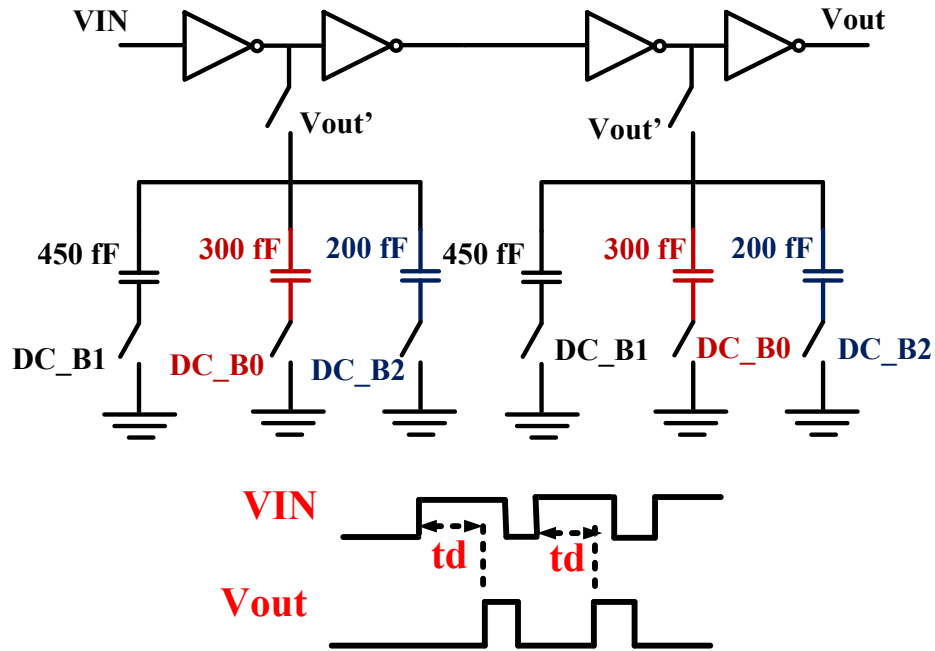 VIN
Vout
Vout’
Vout’
450 fF
300 fF
200 fF
450 fF
300 fF
200 fF
DC_B1
DC_B0
DC_B2
DC_B1
DC_B0
DC_B2
VIN
td
td
Vout